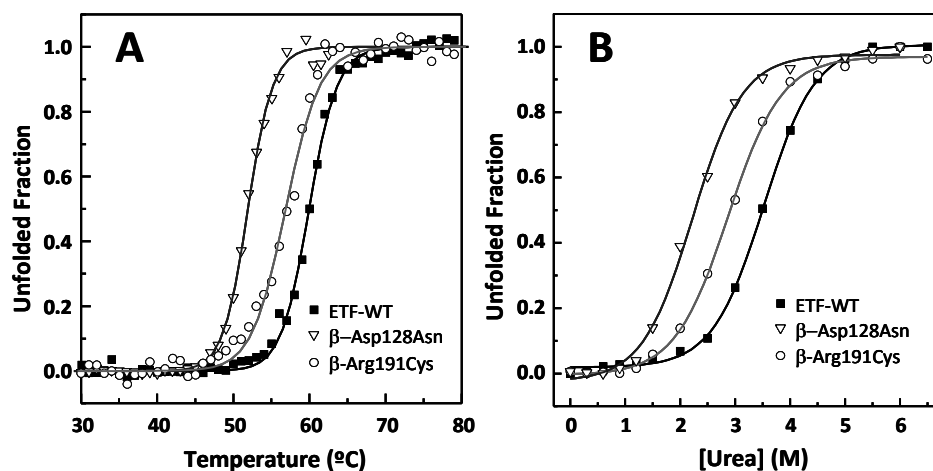 A
1.0
0.8
0.6
0.4
0.2
0.0
Unfolded Fraction
ETF-WT
β–Asp128Asn
β-Arg191Cys
30 40 50 60 70 80
Temperature (ºC)
B
1.0
0.8
0.6
0.4
0.2
0.0
Unfolded Fraction
ETF-WT
β–Asp128Asn
β-Arg191Cys
0 1 2 3 4 5 6
[Urea] (M)